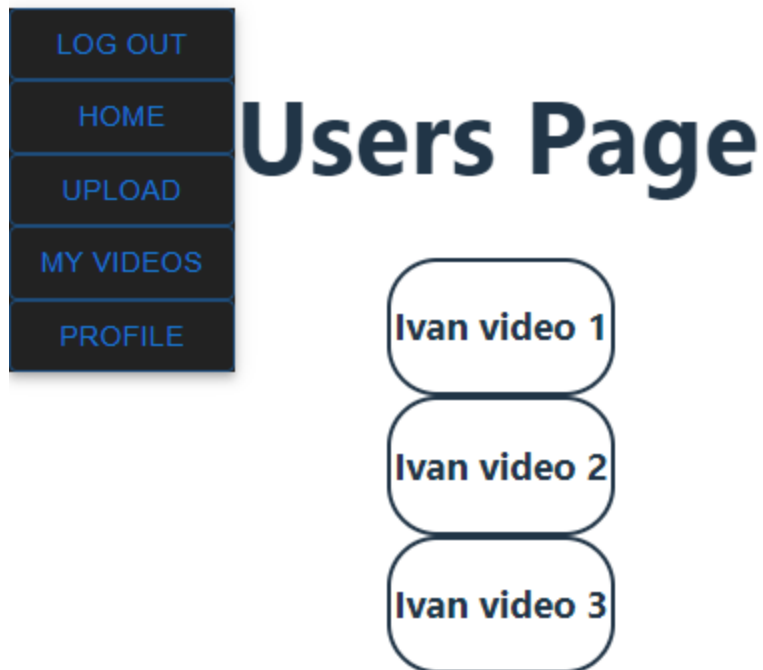 LOG OUT
HOME
UPLOAD
MY VIDEOS
PROFILE
Users Page
Ivan video 1
Ivan video 2
Ivan video 3